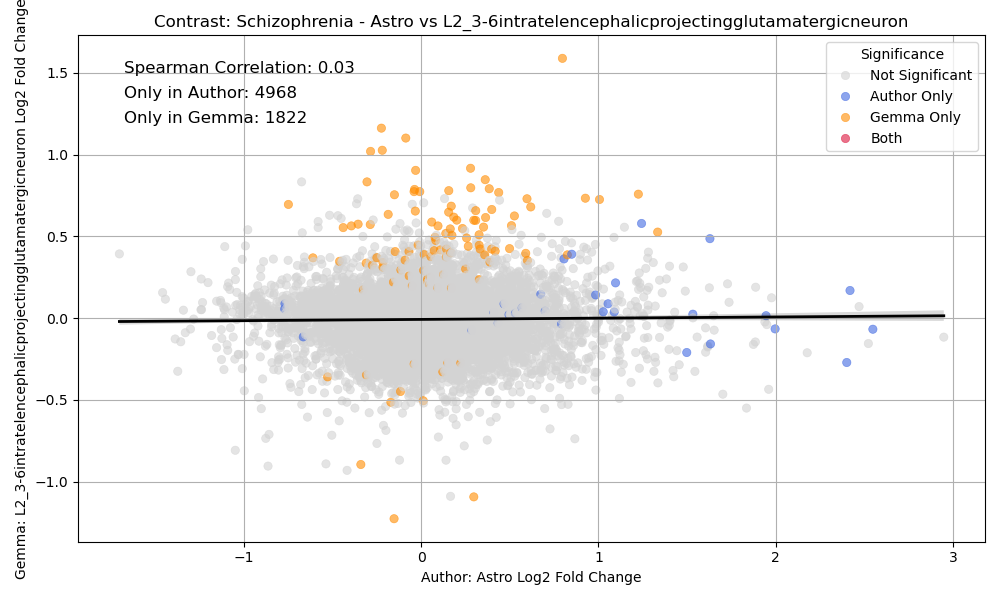 Contrast: Schizophrenia - Astro vs L2_3-6intratelencephalicprojectingglutamatergicneuron
Gemma: L2_3-6intratelencephalicprojectingglutamatergicneuron Log2 Fold Change
1.5
1.0
0.5
0.0
−0.5
−1.0
Spearman Correlation: 0.03
Only in Author: 4968
Only in Gemma: 1822
Significance
Not Significant
Author Only
Gemma Only
Both
−1
0
1
2
3
Author: Astro Log2 Fold Change